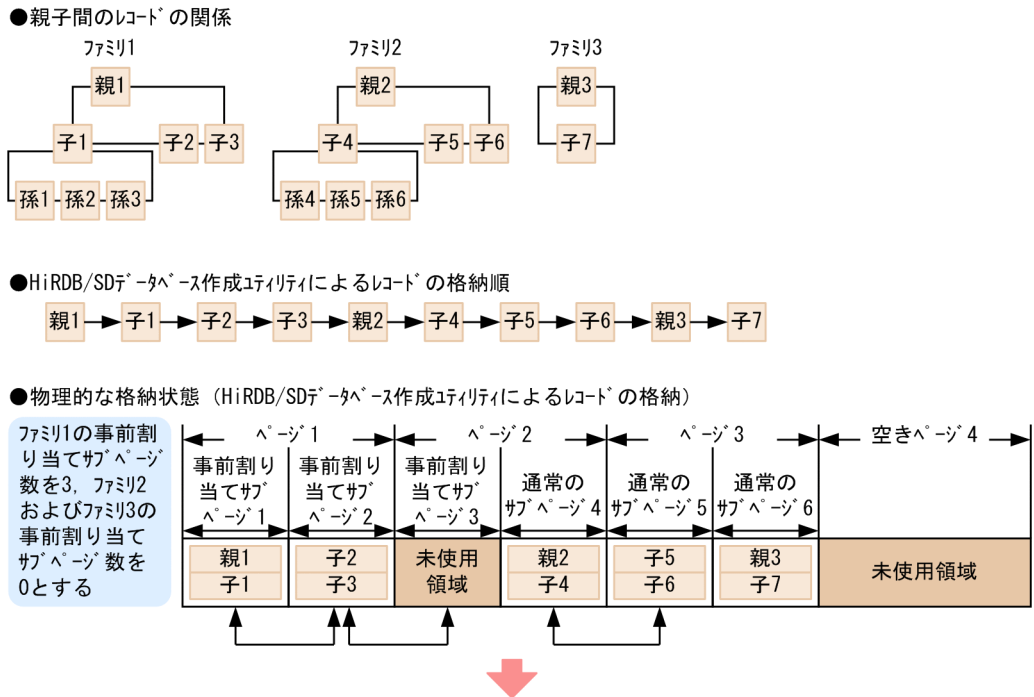 ●親子間のﾚｺｰﾄﾞの関係
ﾌｧﾐﾘ1 ﾌｧﾐﾘ2 ﾌｧﾐﾘ3
親1 親2 親3
子1 子2 子3 子4 子5 子6 子7
孫1 孫2 孫3 孫4 孫5 孫6
●HiRDB/SDﾃﾞｰﾀﾍﾞｰｽ作成ﾕﾃｨﾘﾃｨによるﾚｺｰﾄﾞの格納順
親1 子1 子2 子3 親2 子4 子5 子6 親3 子7
●物理的な格納状態（HiRDB/SDﾃﾞｰﾀﾍﾞｰｽ作成ﾕﾃｨﾘﾃｨによるﾚｺｰﾄﾞの格納）
ﾌｧﾐﾘ1の事前割
り当てｻﾌﾞﾍﾟｰｼﾞ
数を3，ﾌｧﾐﾘ2
およびﾌｧﾐﾘ3の
事前割り当て
ｻﾌﾞﾍﾟｰｼﾞ数を
0とする
ﾍﾟｰｼﾞ1 ﾍﾟｰｼﾞ2 ﾍﾟｰｼﾞ3 空きﾍﾟｰｼﾞ4
事前割り
当てｻﾌﾞ
ﾍﾟｰｼﾞ1
事前割り
当てｻﾌﾞ
ﾍﾟｰｼﾞ2
事前割り
当てｻﾌﾞ
ﾍﾟｰｼﾞ3
通常の
ｻﾌﾞﾍﾟｰｼﾞ4
通常の
ｻﾌﾞﾍﾟｰｼﾞ5
通常の
ｻﾌﾞﾍﾟｰｼﾞ6
親1
子1
子2
子3
未使用
領域
親2
子4
子5
子6
親3
子7
未使用領域